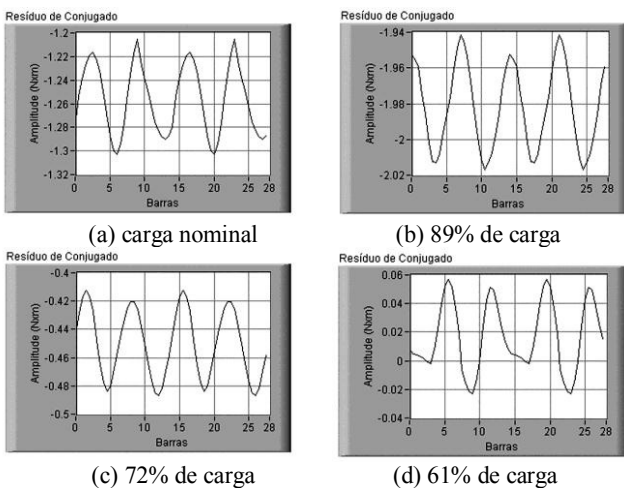 Resíduo de Conjugado
Amplitude (Nxm)
-1.2
-1.22
-1.24
-1.26
-1.28
-1.3
-1.32
0 5 10 15 20 25 28
Barras
(a) carga nominal
Resíduo de Conjugado
Amplitude (Nxm)
-1.94
-1.96
-1.98
-2
-2.02
0 5 10 15 20 25 28
Barras
(b) 89% de carga
Resíduo de Conjugado
Amplitude (Nxm)
-0.4
-0.42
-0.44
-0.46
-0.48
-0.5
0 5 10 15 20 25 28
Barras
(c) 72% de carga
Resíduo de Conjugado
Amplitude (Nxm)
0.06
0.04
0.02
0
-0.02
-0.04
0 5 10 15 20 25 28
Barras
(d) 61% de carga